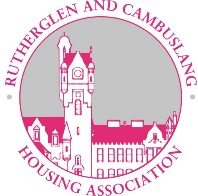 RUTHERGLEN AND CAMBUSLANG
HOUSING ASSOCIATION